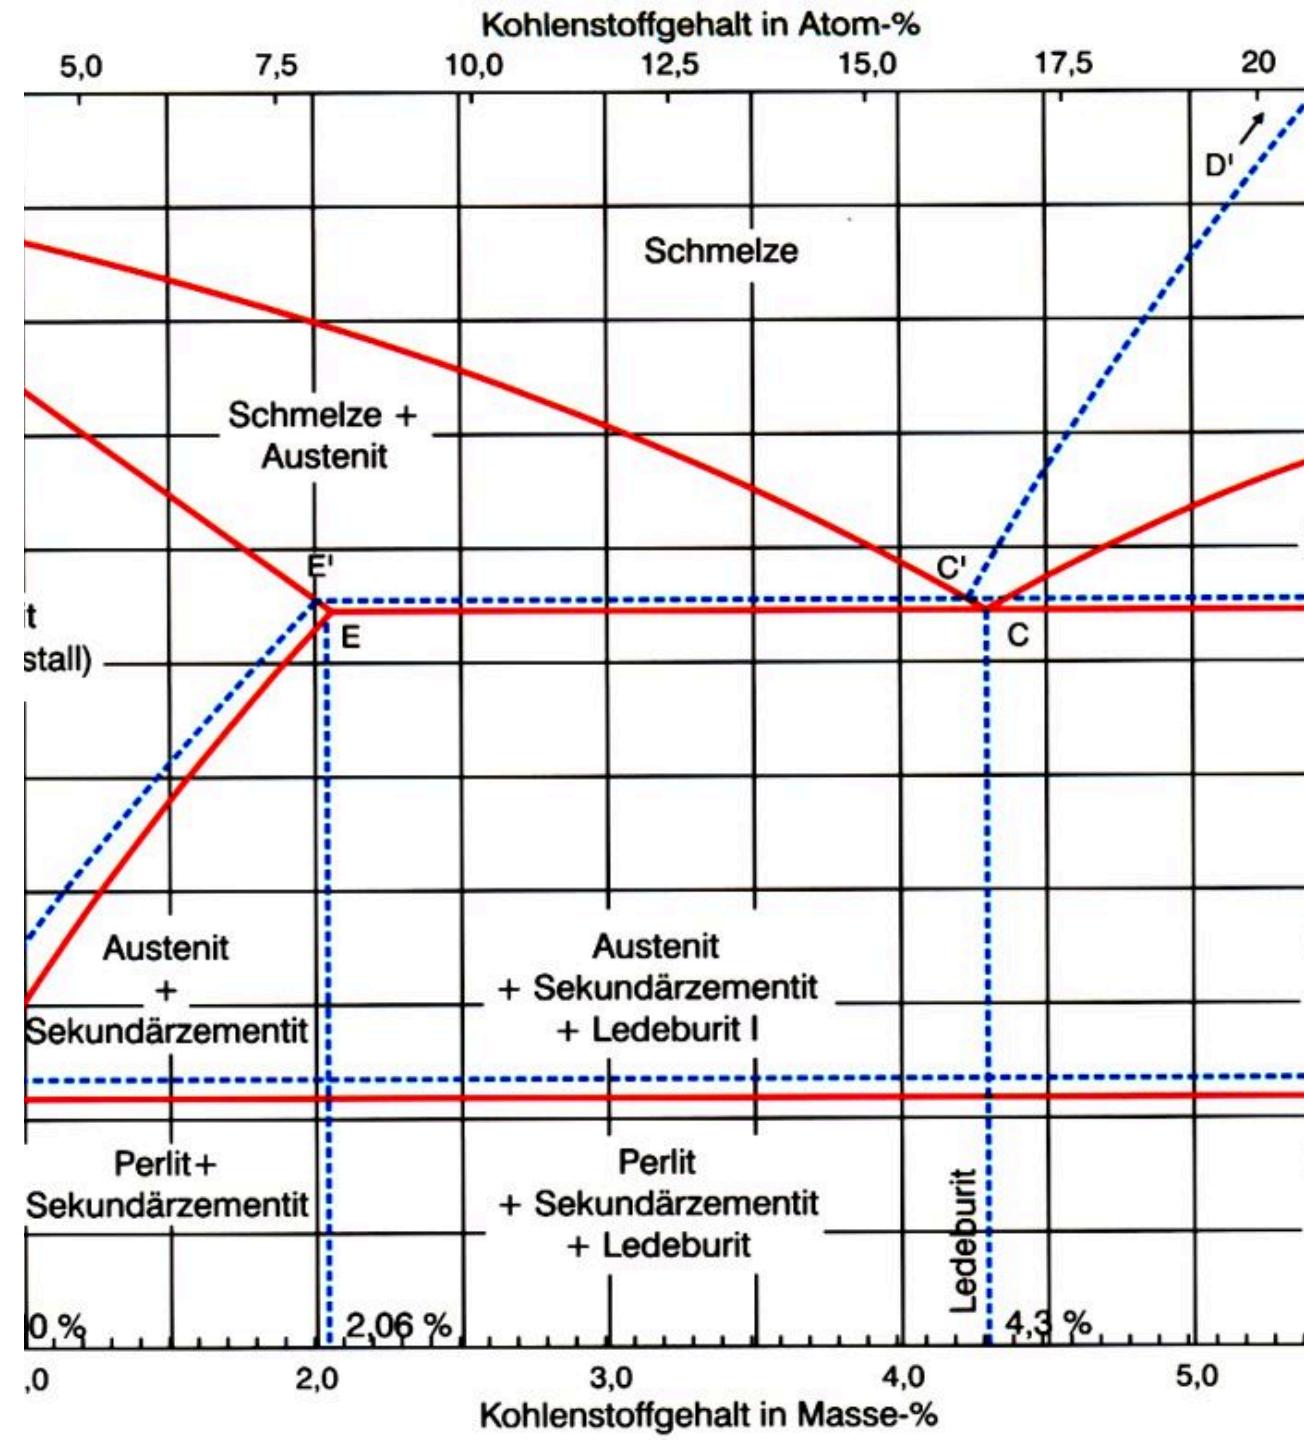 Kohlenstoffgehalt in Atom-%
5,0 7,5 10,0 12,5 15,0 17,5 20
D'
Schmelze
Schmelze +
Austenit
E'
C'
t
stall)
E
C
Austenit
+
Sekundärzementit
Austenit
+ Sekundärzementit
+ Ledeburit I
Perlit+
Sekundärzementit
Perlit
+ Sekundärzementit
+ Ledeburit
Ledeburit
0 %
2,06 %
4,3 %
,0 2,0 3,0 4,0 5,0
Kohlenstoffgehalt in Masse-%